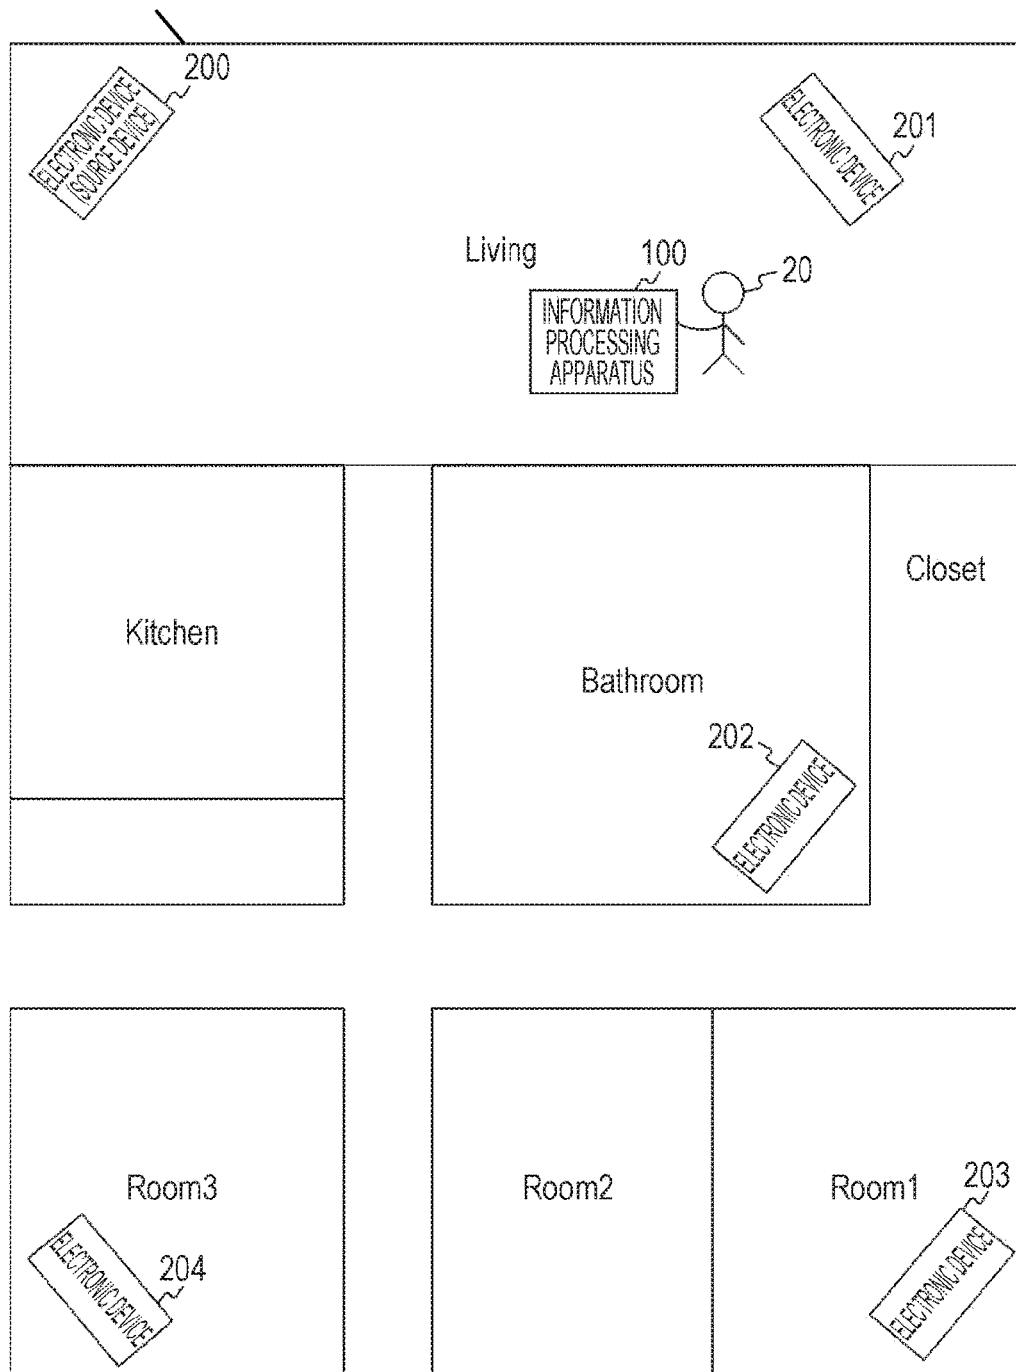 200
ELECTRONIC DEVICE
(SOURCE DEVICE)
ELECTRONIC DEVICE
201
Living
100
20
INFORMATION
PROCESSING
APPARATUS
Closet
Kitchen
Bathroom
202
ELECTRONIC DEVICE
Room3
Room2
Room1
203
ELECTRONIC DEVICE
204
ELECTRONIC DEVICE